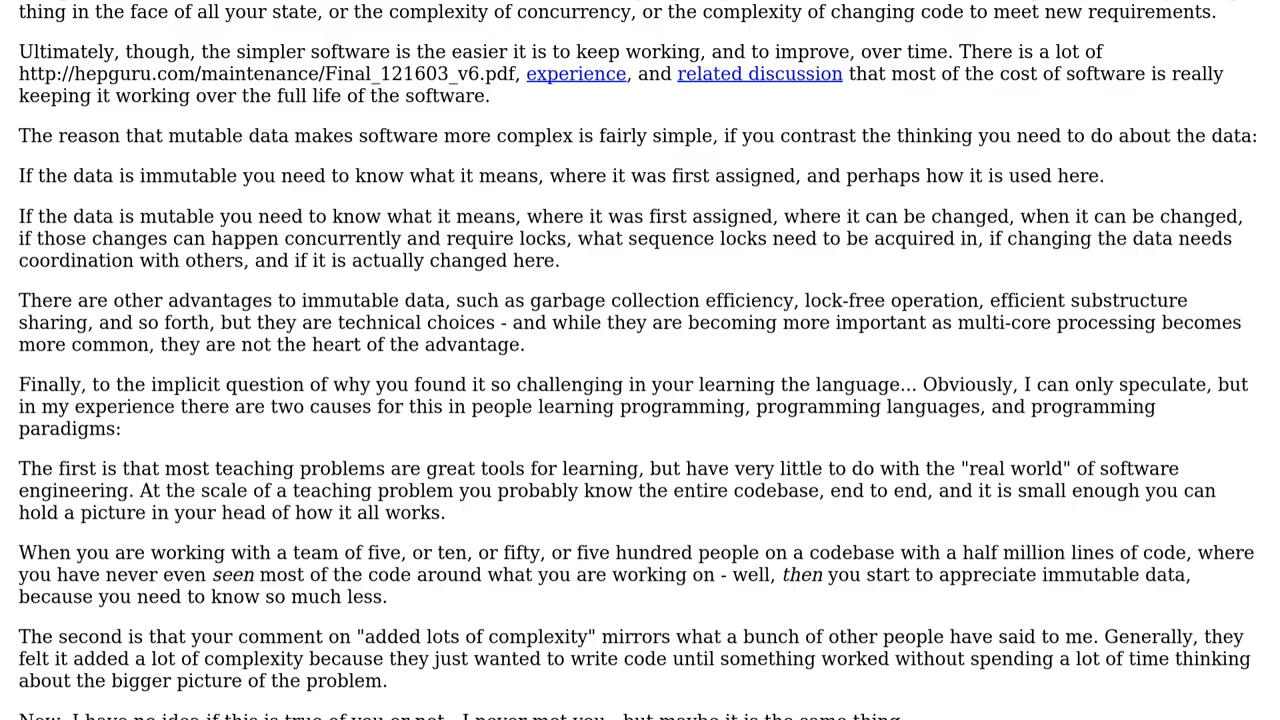 thing in the face of all your state, or the complexity of concurrency, or the complexity of changing code to meet new requirements.
Ultimately, though, the simpler software is the easier it is to keep working, and to improve, over time. There is a lot of
http://hepguru.com/maintenance/Final_121603_v6.pdf, experience, and related discussion that most of the cost of software is really
keeping it working over the full life of the software.
The reason that mutable data makes software more complex is fairly simple, if you contrast the thinking you need to do about the data:
If the data is immutable you need to know what it means, where it was first assigned, and perhaps how it is used here.
If the data is mutable you need to know what it means, where it was first assigned, where it can be changed, when it can be changed,
if those changes can happen concurrently and require locks, what sequence locks need to be acquired in, if changing the data needs
coordination with others, and if it is actually changed here.
There are other advantages to immutable data, such as garbage collection efficiency, lock-free operation, efficient substructure
sharing, and so forth, but they are technical choices - and while they are becoming more important as multi-core processing becomes
more common, they are not the heart of the advantage.
Finally, to the implicit question of why you found it so challenging in your learning the language... Obviously, I can only speculate, but
in my experience there are two causes for this in people learning programming, programming languages, and programming
paradigms:
The first is that most teaching problems are great tools for learning, but have very little to do with the "real world" of software
engineering. At the scale of a teaching problem you probably know the entire codebase, end to end, and it is small enough you can
hold a picture in your head of how it all works.
When you are working with a team of five, or ten, or fifty, or five hundred people on a codebase with a half million lines of code, where
you have never even seen most of the code around what you are working on - well, then you start to appreciate immutable data,
because you need to know so much less.
The second is that your comment on "added lots of complexity" mirrors what a bunch of other people have said to me. Generally, they
felt it added a lot of complexity because they just wanted to write code until something worked without spending a lot of time thinking
about the bigger picture of the problem.
Now, I have no idea if this is true of you or not - I never met you - but maybe it is the same thing.